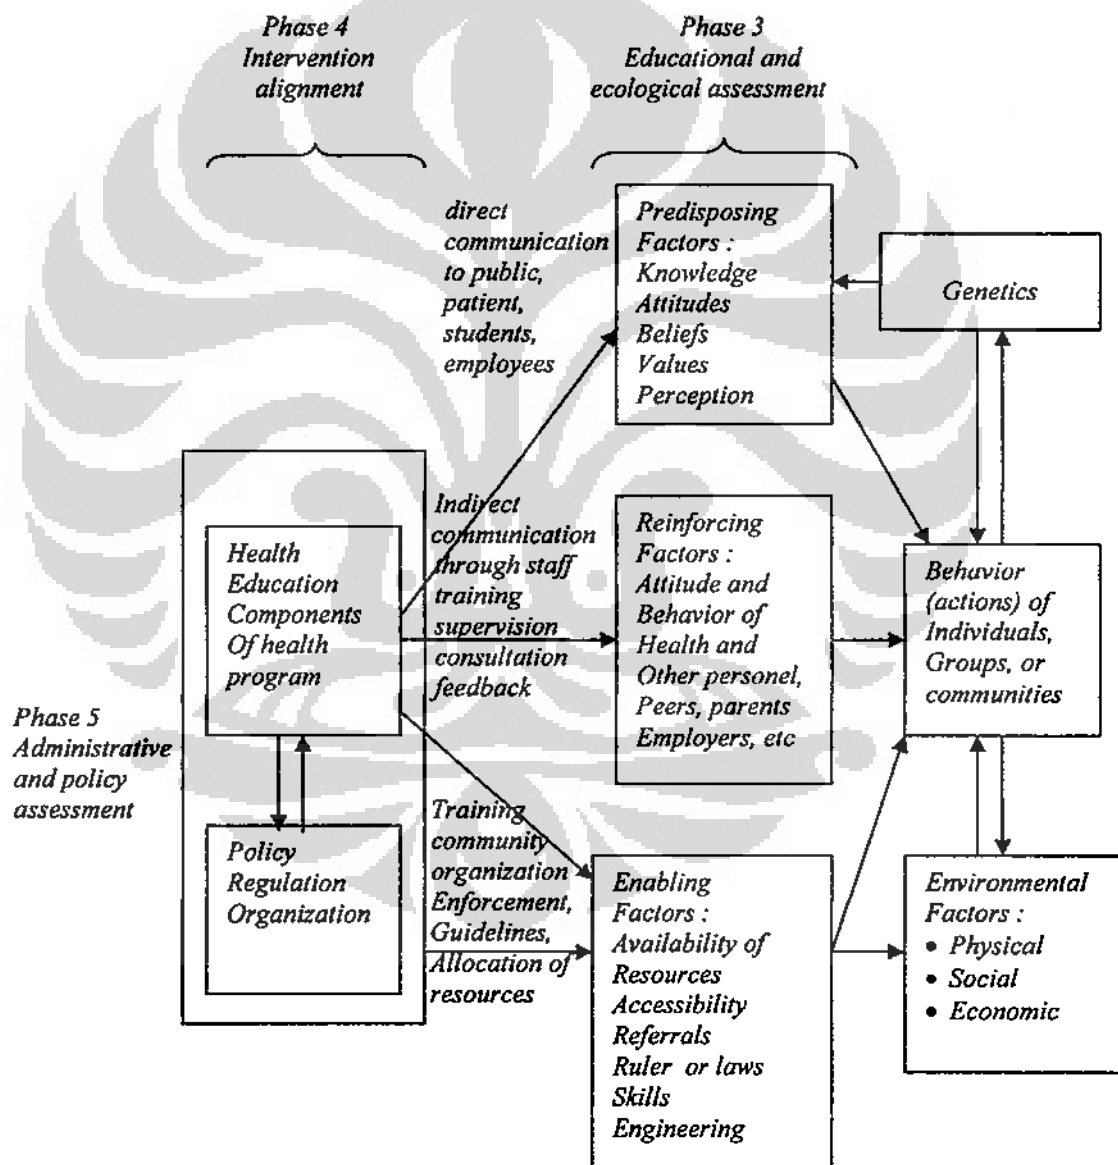 Phase 4
Intervention
alignment
Phase 3
Educational and
ecological assessment
direct
communication
to public,
patient,
students,
employees
Predisposing
Factors :
Knowledge
Attitudes
Beliefs
Values
Perception
Genetics
Health
Education
Components
Of health
program
Indirect
communication
through staff
training
supervision
consultation
feedback
Reinforcing
Factors :
Attitude and
Behavior of
Health and
Other personel,
Peers, parents
Employers, etc
Behavior
(actions) of
Individuals,
Groups, or
communities
Phase 5
Administrative
and policy
assessment
Policy
Regulation
Organization
Training
community
organization
Enforcement,
Guidelines,
Allocation of
resources
Enabling
Factors :
Availability of
Resources
Accessibility
Referrals
Ruler or laws
Skills
Engineering
Environmental
Factors :
• Physical
• Social
• Economic